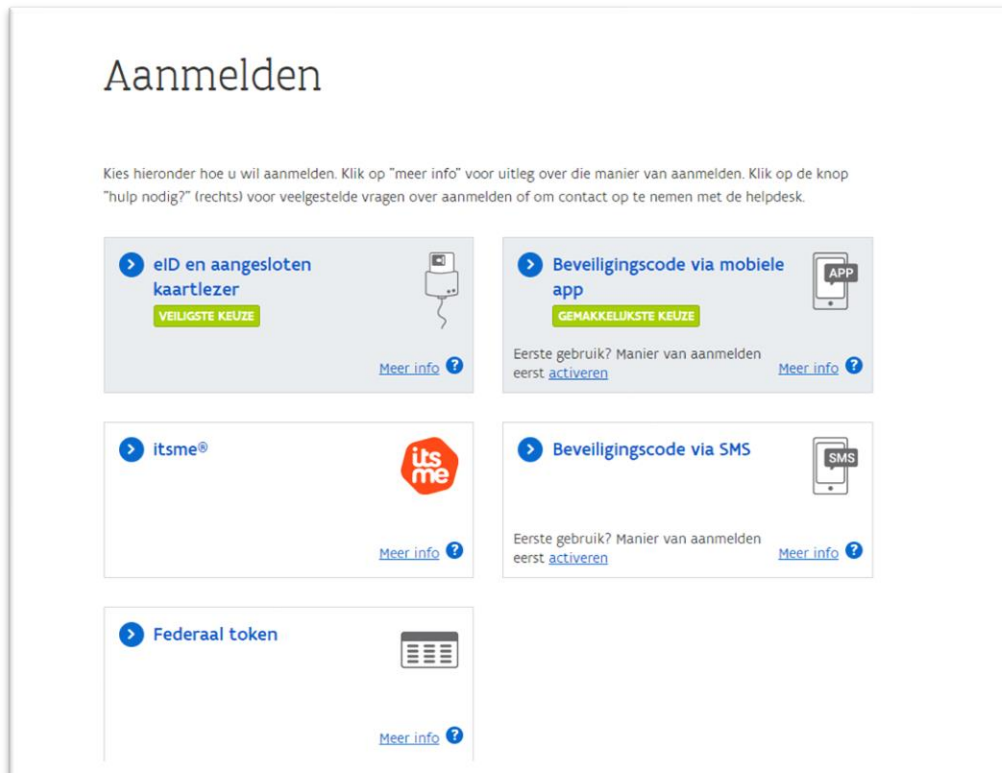 Aanmelden
Kies hieronder hoe u wil aanmelden. Klik op "meer info" voor uitleg over die manier van aanmelden. Klik op de knop
"hulp nodig?" (rechts) voor veelgestelde vragen over aanmelden of om contact op te nemen met de helpdesk.
eID en aangesloten
kaartlezer
VEILIGSTE KEUZE
Meer info ?
Beveiligingscode via mobiele
app
GEMAKKELIJKSTE KEUZE
APP
Eerste gebruik? Manier van aanmelden
eerst activeren
Meer info ?
itsme®
its
me
Meer info ?
Beveiligingscode via SMS
SMS
Eerste gebruik? Manier van aanmelden
eerst activeren
Meer info ?
Federaal token
Meer info ?